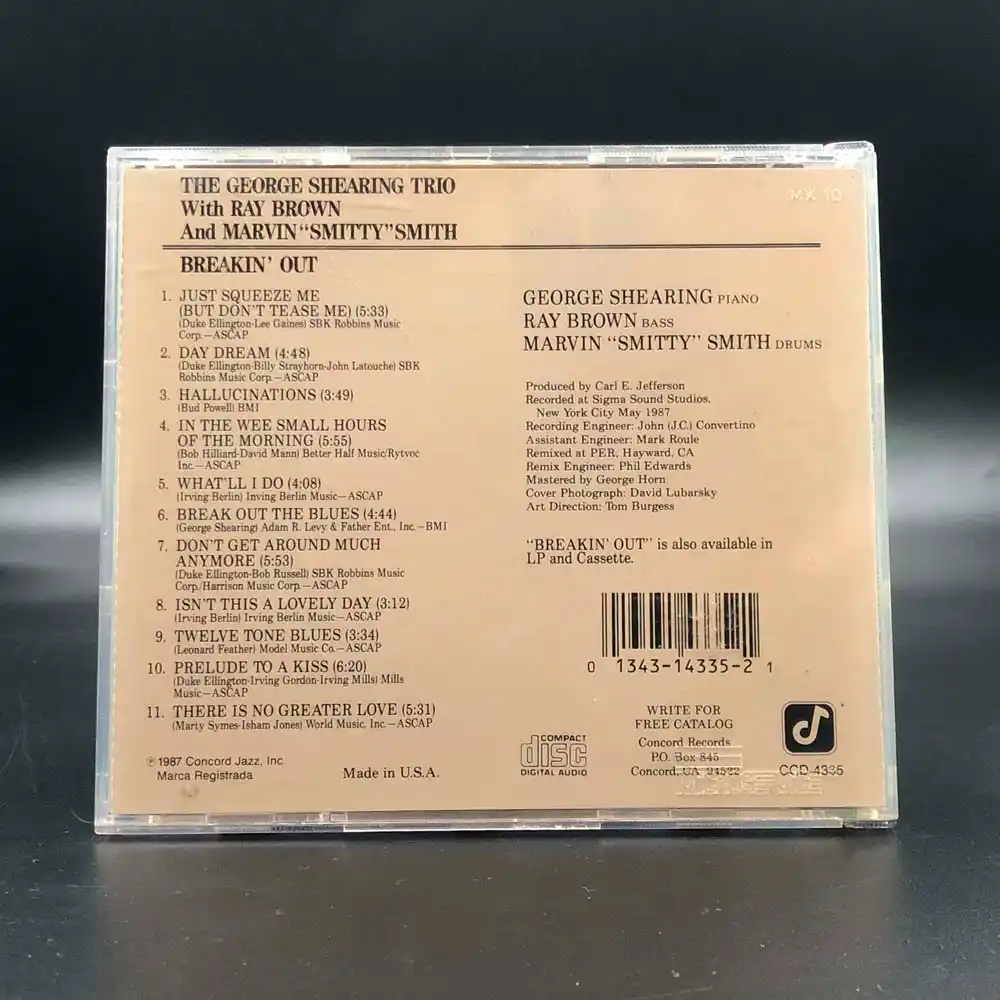 THE GEORGE SHEARING TRIO
With RAY BROWN
And MARVIN "SMITTY" SMITH
MX 10
BREAKIN' OUT
1. JUST SQUEEZE ME
(BUT DON'T TEASE ME) (5:33)
(Duke Ellington-Lee Gaines) SBK Robbins Music
Corp.—ASCAP
2. DAY DREAM (4:48)
(Duke Ellington-Billy Strayhorn-John Latouche) SBK
Robbins Music Corp.—ASCAP
3. HALLUCINATIONS (3:49)
(Bud Powell) BMI
4. IN THE WEE SMALL HOURS
OF THE MORNING (5:55)
(Bob Hilliard-David Mann) Better Half Music/Rytvoc
Inc.—ASCAP
5. WHAT'LL I DO (4:08)
(Irving Berlin) Irving Berlin Music—ASCAP
6. BREAK OUT THE BLUES (4:44)
(George Shearing) Adam R. Levy & Father Ent., Inc.—BMI
7. DON'T GET AROUND MUCH
ANYMORE (5:53)
(Duke Ellington-Bob Russell) SBK Robbins Music
Corp./Harrison Music Corp.—ASCAP
8. ISN'T THIS A LOVELY DAY (3:12)
(Irving Berlin) Irving Berlin Music—ASCAP
9. TWELVE TONE BLUES (3:34)
(Leonard Feather) Model Music Co.—ASCAP
10. PRELUDE TO A KISS (6:20)
(Duke Ellington-Irving Gordon-Irving Mills) Mills
Music—ASCAP
11. THERE IS NO GREATER LOVE (5:31)
(Marty Symes-Isham Jones) World Music, Inc.—ASCAP
℗1987 Concord Jazz, Inc.
Marca Registrada
Made in U.S.A.
GEORGE SHEARING PIANO
RAY BROWN BASS
MARVIN "SMITTY" SMITH DRUMS
Produced by Carl E. Jefferson
Recorded at Sigma Sound Studios,
New York City May 1987
Recording Engineer: John (J.C.) Convertino
Assistant Engineer: Mark Roule
Remixed at PER, Hayward, CA
Remix Engineer: Phil Edwards
Mastered by George Horn
Cover Photograph: David Lubarsky
Art Direction: Tom Burgess
"BREAKIN' OUT" is also available in
LP and Cassette.
0 1343-14335-2 1
COMPACT
disc
DIGITAL AUDIO
WRITE FOR
FREE CATALOG
Concord Records
P.O. Box 845
Concord, CA 94522
CCD-4335